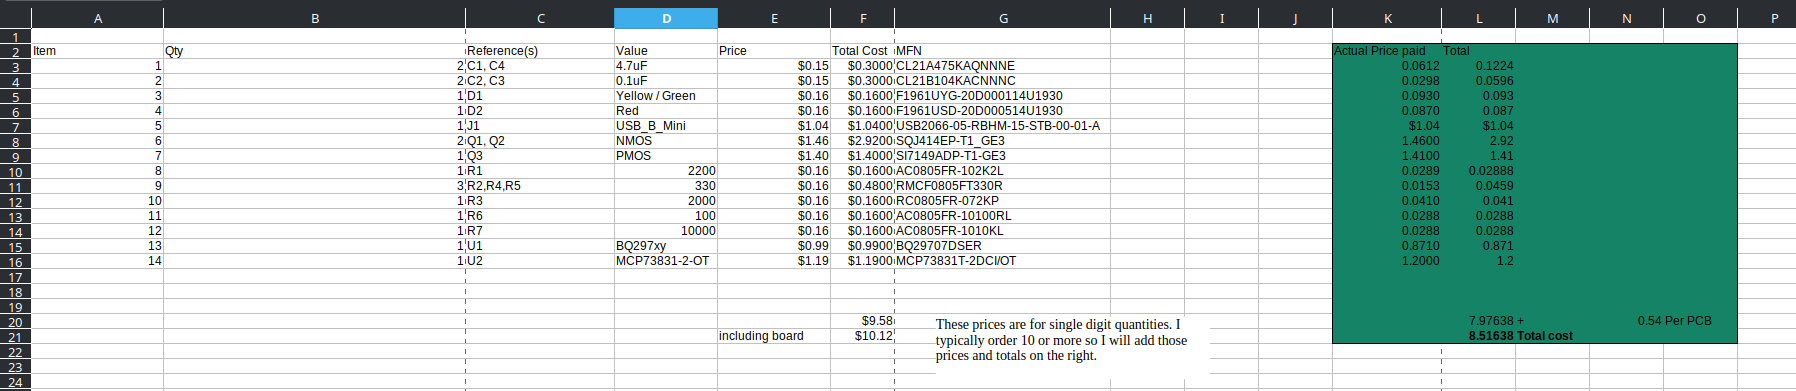 A B C D E F G H I J K L M N O P
1
2 Item Qty Reference(s) Value Price Total Cost MFN Actual Price paid Total
3 1 2 C1, C4 4.7uF $0.15 $0.3000 CL21A475KAQNNNE 0.0612 0.1224
4 2 2 C2, C3 0.1uF $0.15 $0.3000 CL21B104KACNNNC 0.0298 0.0596
5 3 1 D1 Yellow / Green $0.16 $0.1600 F1961UYG-20D000114U1930 0.0930 0.093
6 4 1 D2 Red $0.16 $0.1600 F1961USD-20D000514U1930 0.0870 0.087
7 5 1 J1 USB_B_Mini $1.04 $1.0400 USB2066-05-RBHM-15-STB-00-01-A $1.04 $1.04
8 6 2 Q1, Q2 NMOS $1.46 $2.9200 SQJ414EP-T1_GE3 1.4600 2.92
9 7 1 Q3 PMOS $1.40 $1.4000 SI7149ADP-T1-GE3 1.4100 1.41
10 8 1 R1 2200 $0.16 $0.1600 AC0805FR-102K2L 0.0289 0.02888
11 9 3 R2,R4,R5 330 $0.16 $0.4800 RMCF0805FT330R 0.0153 0.0459
12 10 1 R3 2000 $0.16 $0.1600 RC0805FR-072KP 0.0410 0.041
13 11 1 R6 100 $0.16 $0.1600 AC0805FR-10100RL 0.0288 0.0288
14 12 1 R7 10000 $0.16 $0.1600 AC0805FR-1010KL 0.0288 0.0288
15 13 1 U1 BQ297xy $0.99 $0.9900 BQ29707DSER 0.8710 0.871
16 14 1 U2 MCP73831-2-OT $1.19 $1.1900 MCP73831T-2DCI/OT 1.2000 1.2
17
18
19
20 $9.58 7.97638 + 0.54 Per PCB
21 including board $10.12 8.51638 Total cost
22
23
24
These prices are for single digit quantities. I
typically order 10 or more so I will add those
prices and totals on the right.